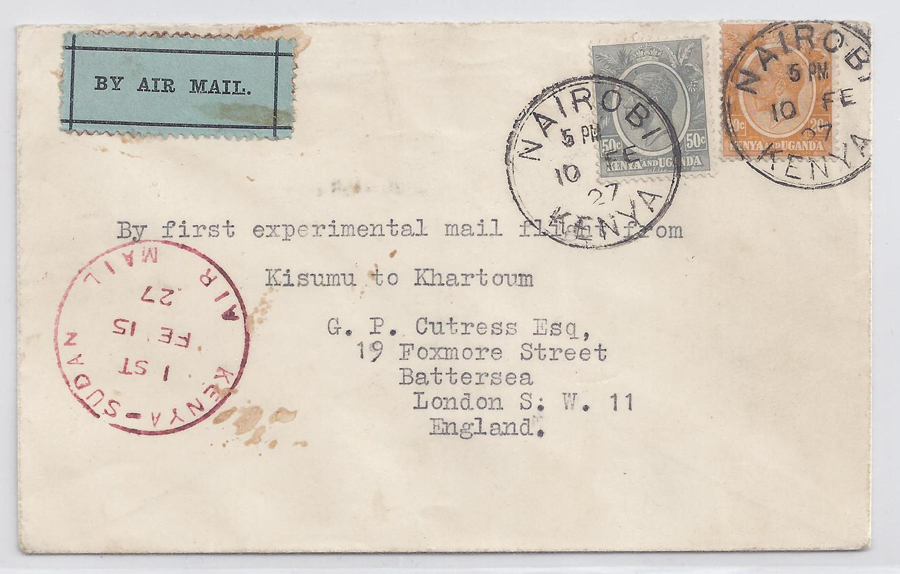 BY AIR MAIL.
50c 50c
KENYA AND UGANDA
20c 20c
KENYA AND UGANDA
NAIROBI
5 PM
10 FE
27
KENYA
NAIROBI
5 PM
10 FE
27
KENYA
By first experimental mail flight from
Kisumu to Khartoum
G. P. Cutress Esq,
19 Foxmore Street
Battersea
London S: W. 11
England.
KENYA-SUDAN
1 ST
FE 15
27
AIR MAIL